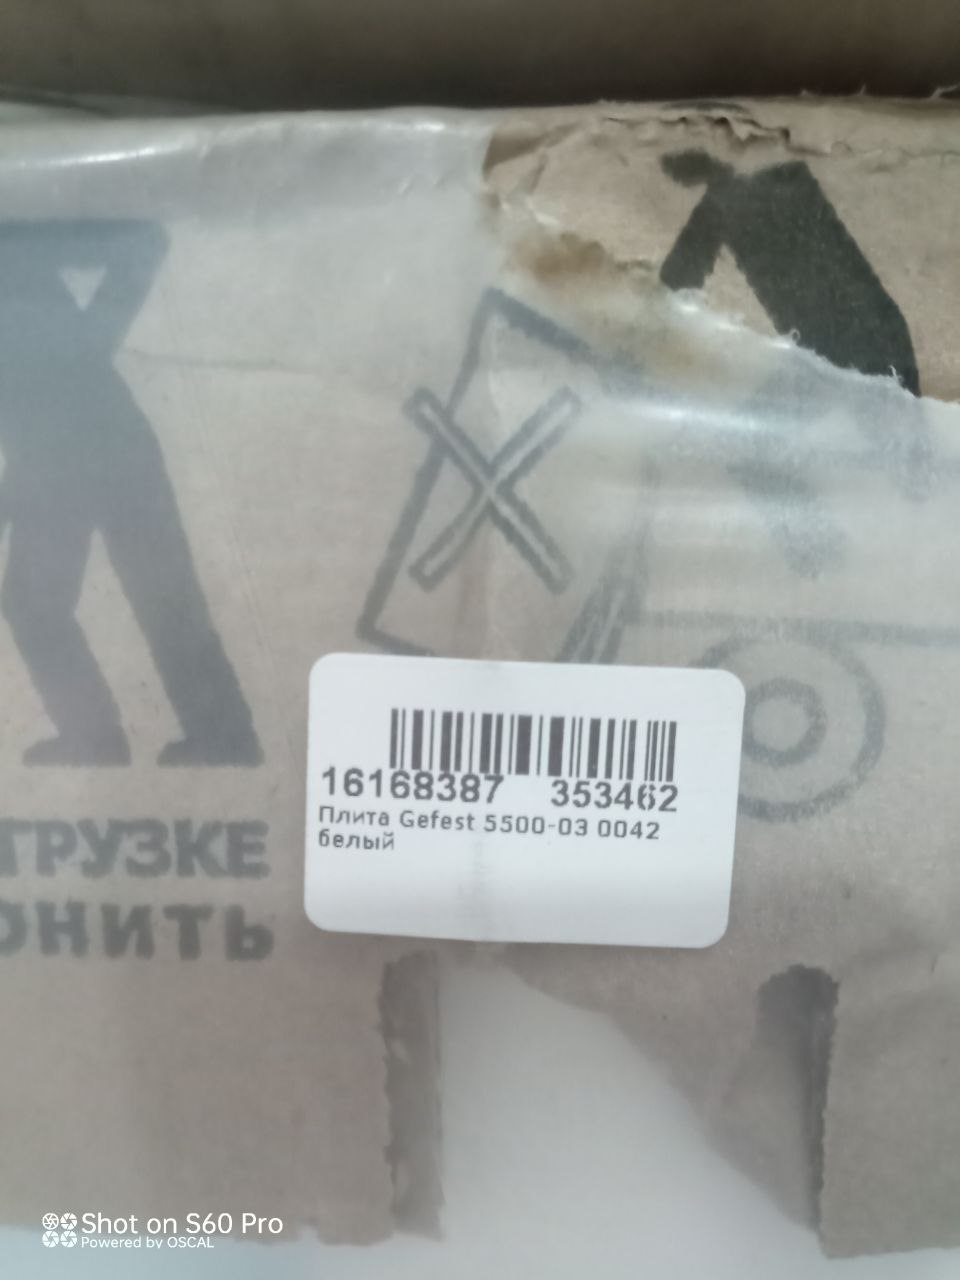 16168387 353462
Плита Gefest 5500-03 0042
белый
ГРУЗКЕ
ОНИТЬ
Shot on S60 Pro
Powered by OSCAL